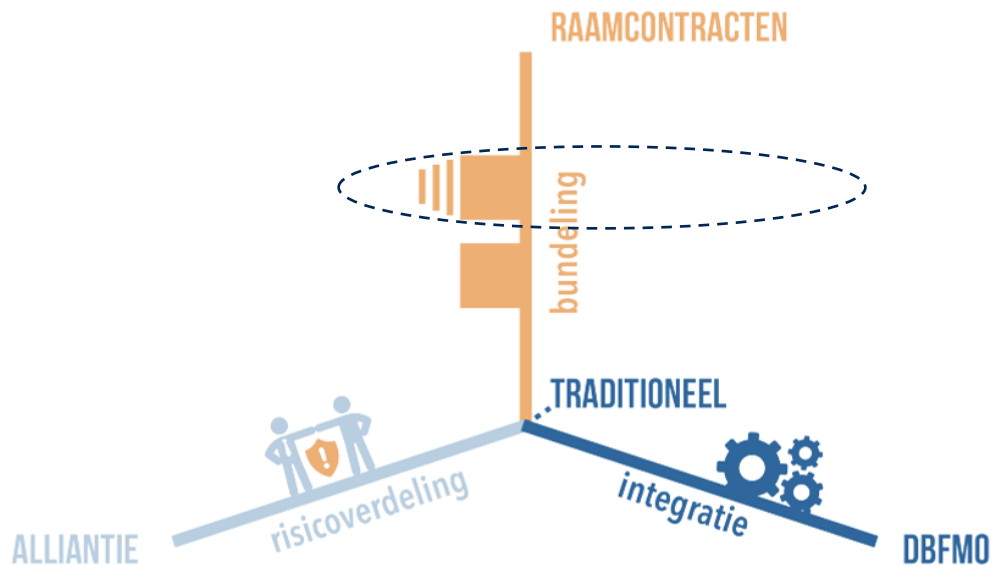 RAAMCONTRACTEN
bundeling
TRADITIONEEL
risicoverdeling
integratie
ALLIANTIE
DBFMO